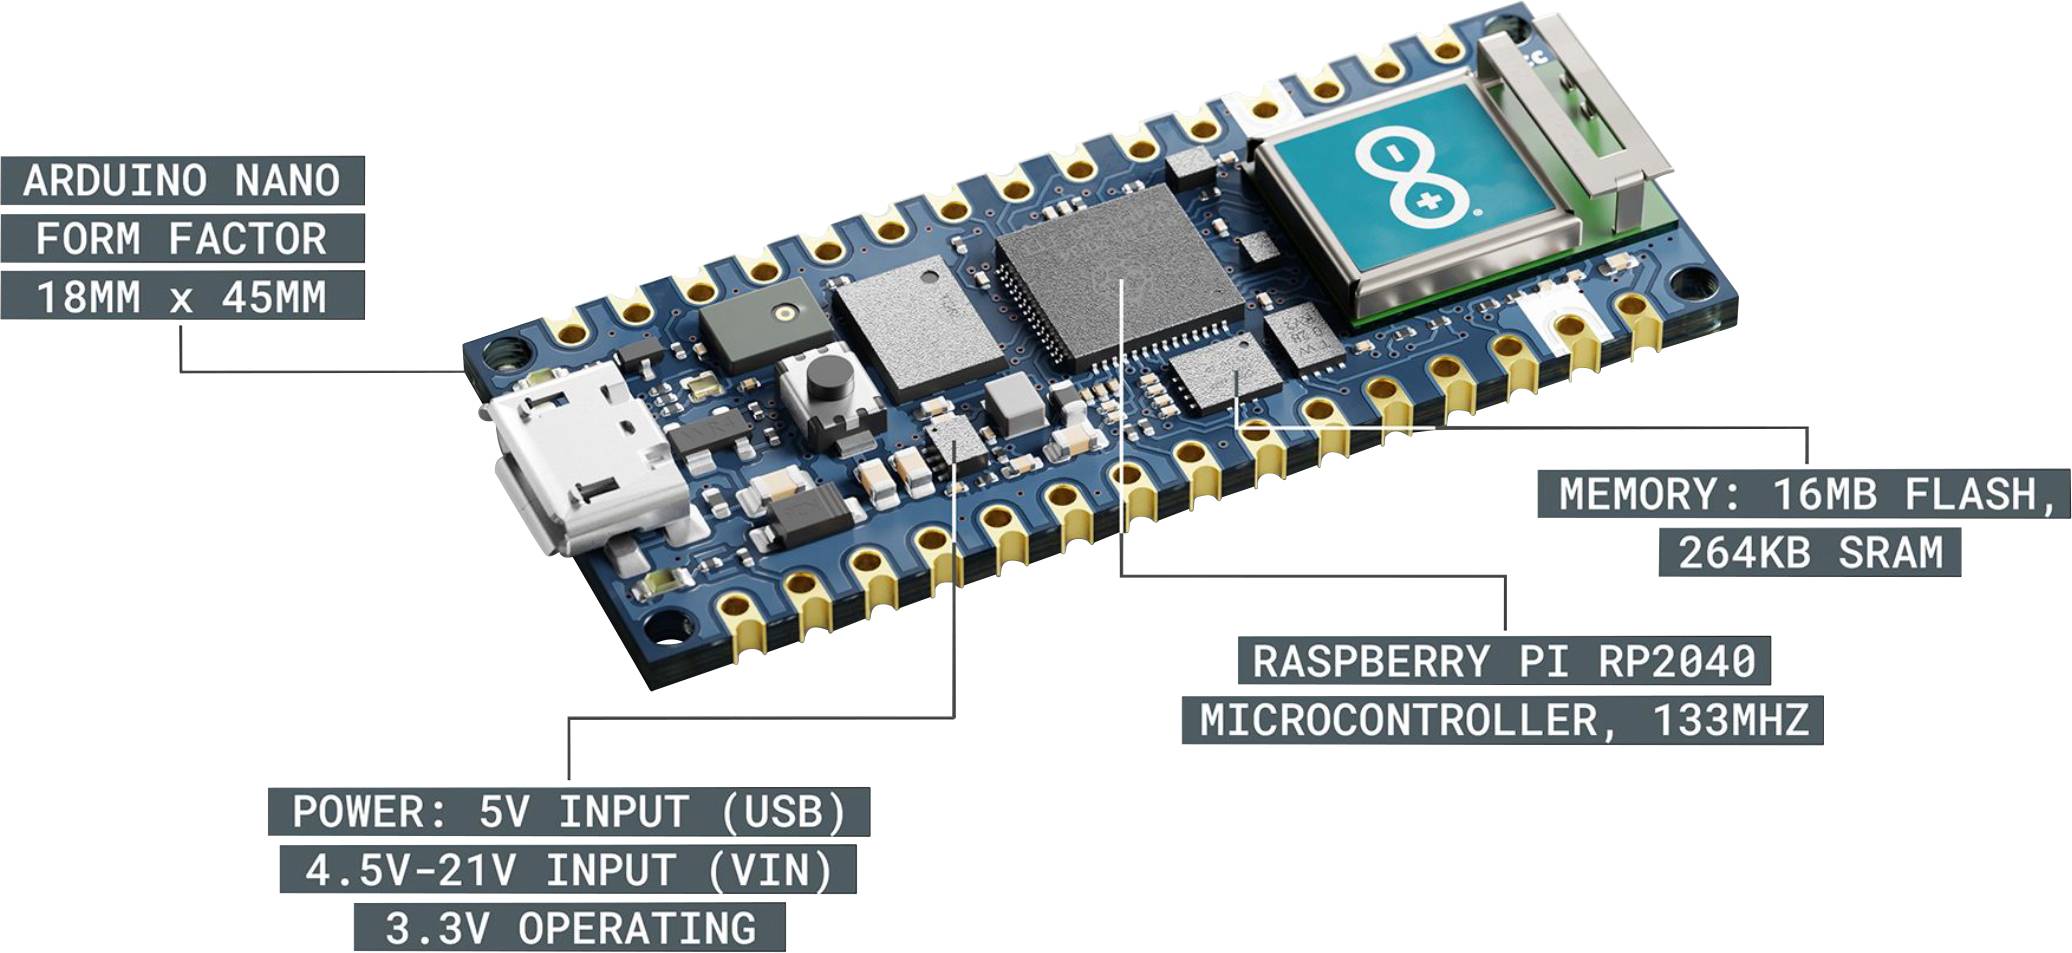 ARDUINO NANO
FORM FACTOR
18MM x 45MM
MEMORY: 16MB FLASH,
264KB SRAM
RASPBERRY PI RP2040
MICROCONTROLLER, 133MHZ
POWER: 5V INPUT (USB)
4.5V-21V INPUT (VIN)
3.3V OPERATING